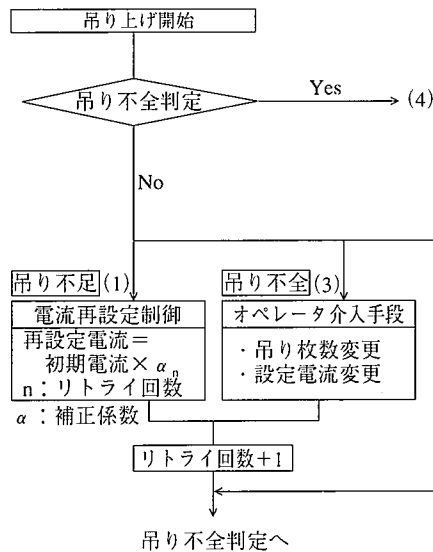 吊り上げ開始
吊り不全判定
Yes
(4)
No
吊り不足(1)
吊り不全(3)
電流再設定制御
再設定電流=
初期電流×αn
n:リトライ回数
α:補正係数
オペレータ介入手段
・吊り枚数変更
・設定電流変更
リトライ回数+1
吊り不全判定へ